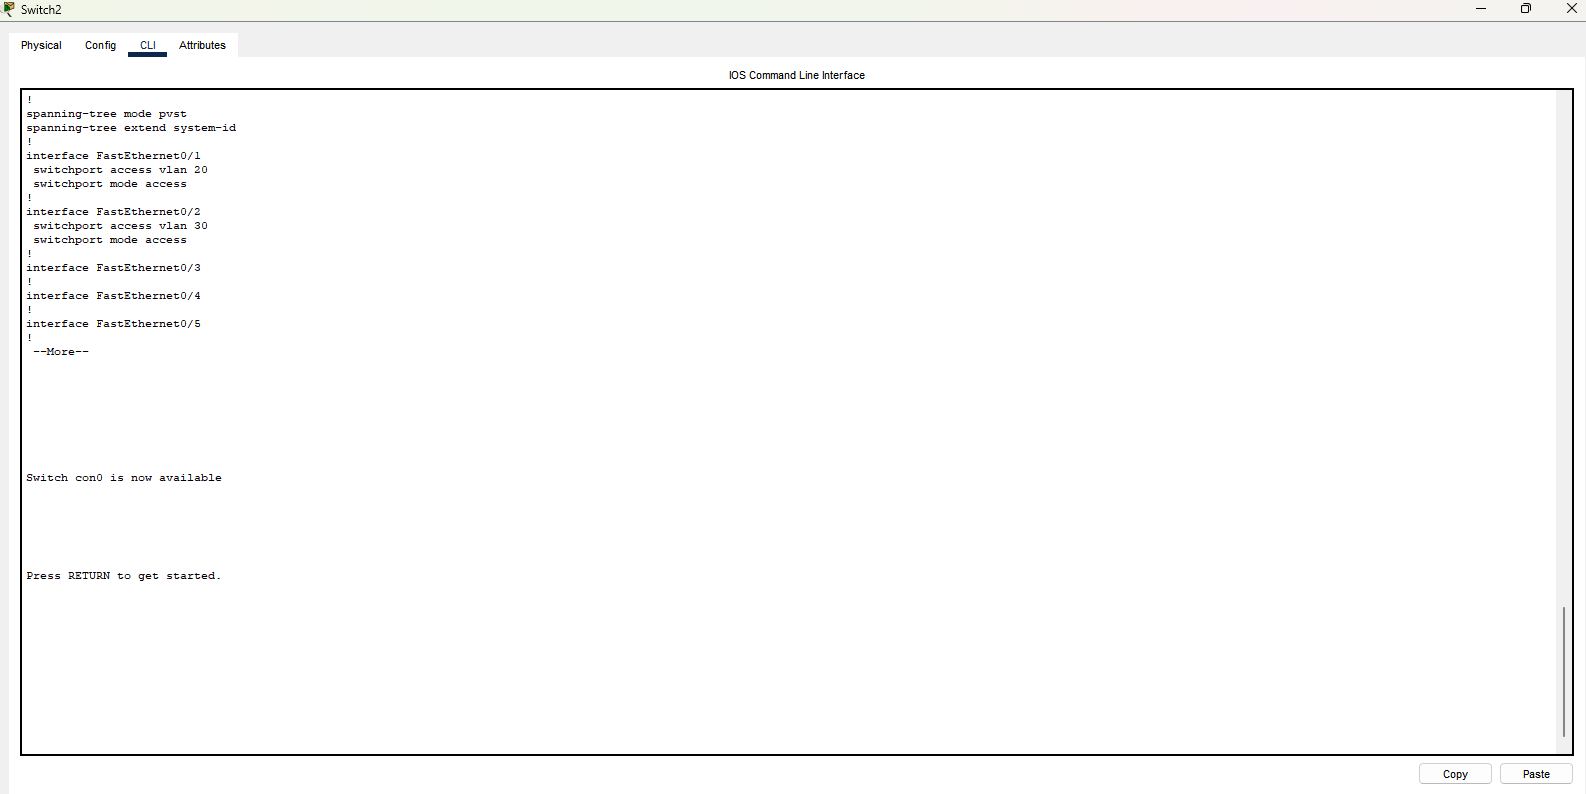 Switch2
Physical Config CLI Attributes
IOS Command Line Interface
!
spanning-tree mode pvst
spanning-tree extend system-id
!
interface FastEthernet0/1
 switchport access vlan 20
 switchport mode access
!
interface FastEthernet0/2
 switchport access vlan 30
 switchport mode access
!
interface FastEthernet0/3
!
interface FastEthernet0/4
!
interface FastEthernet0/5
!
 --More--
Switch con0 is now available
Press RETURN to get started.
Copy Paste